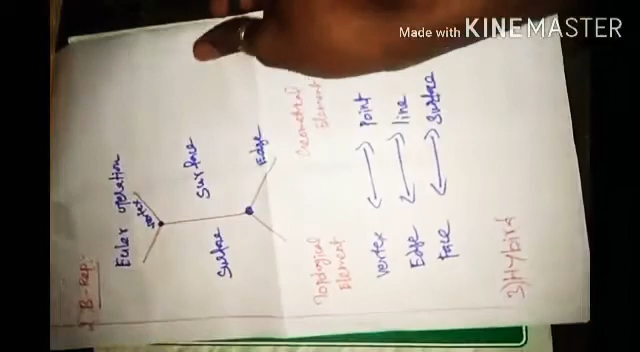 Made with KINEMASTER
2 B-Rep:-
Euler operation
vertex
Surface
Surface
Edge
Topological Element
Geometrical Element
Vertex <-> Point
Edge <-> line
Face <-> Surface
3) Hybird